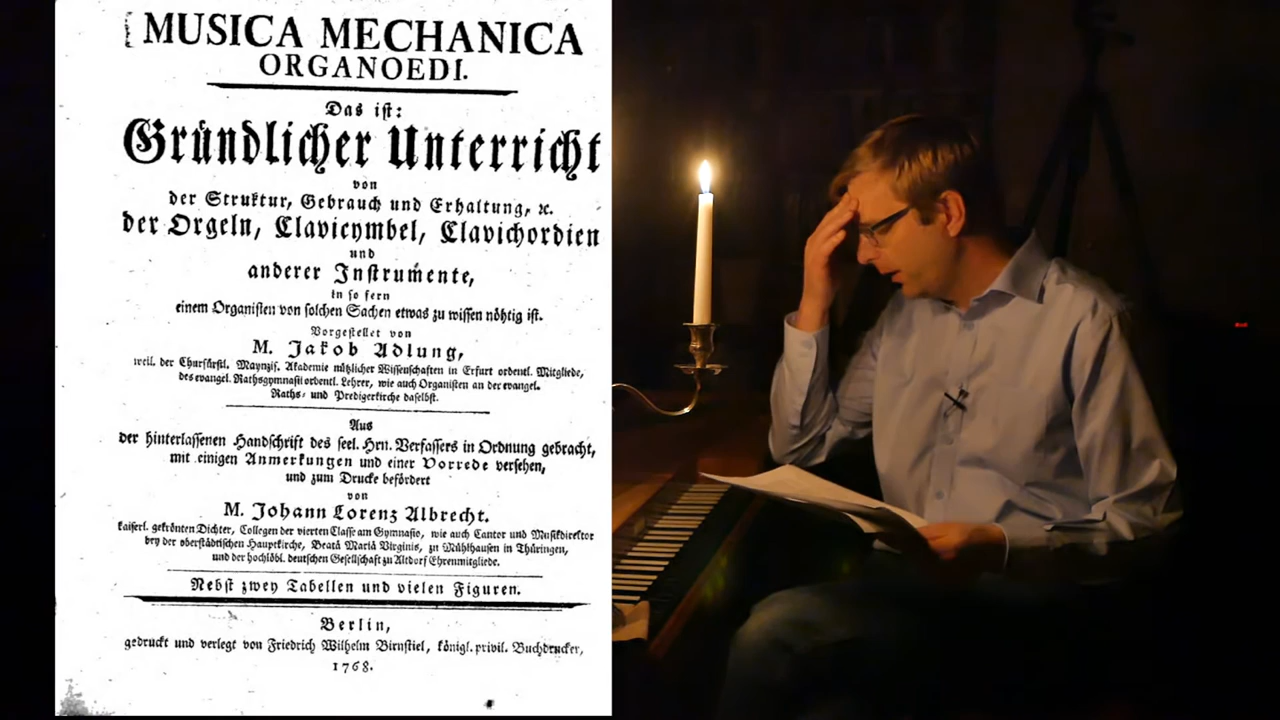 MUSICA MECHANICA
ORGANOEDI.
Das ist:
Gründlicher Unterricht
von
der Struktur, Gebrauch und Erhaltung, ꝛc.
der Orgeln, Clavicymbel, Clavichordien
und
anderer Instrumente,
in so fern
einem Organisten von solchen Sachen etwas zu wissen nöhtig ist.
Vorgestellet von
M. Jakob Adlung,
weil. der Churfürstl. Maynzis. Akademie nützlicher Wissenschaften in Erfurt ordentl. Mitgliede,
des evangel. Rathsgymnasii ordentl. Lehrer, wie auch Organisten an der evangel.
Raths- und Predigerkirche daselbst.
Aus
der hinterlassenen Handschrift des seel. Hrn. Verfassers in Ordnung gebracht,
mit einigen Anmerkungen und einer Vorrede versehen,
und zum Drucke befördert
von
M. Johann Lorenz Albrecht.
kaiserl. gekrönten Dichter, Collegen der vierten Classe am Gymnasio, wie auch Cantor und Musikdirektor
bey der oberstädtischen Hauptkirche, Beatä Mariä Virginis, zu Mühlhausen in Thüringen,
und der hochlöbl. deutschen Gesellschaft zu Altdorf Ehrenmitgliede.
Nebst zwey Tabellen und vielen Figuren.
Berlin,
gedruckt und verlegt von Friedrich Wilhelm Birnstiel, königl. privil. Buchdrucker,
1768.